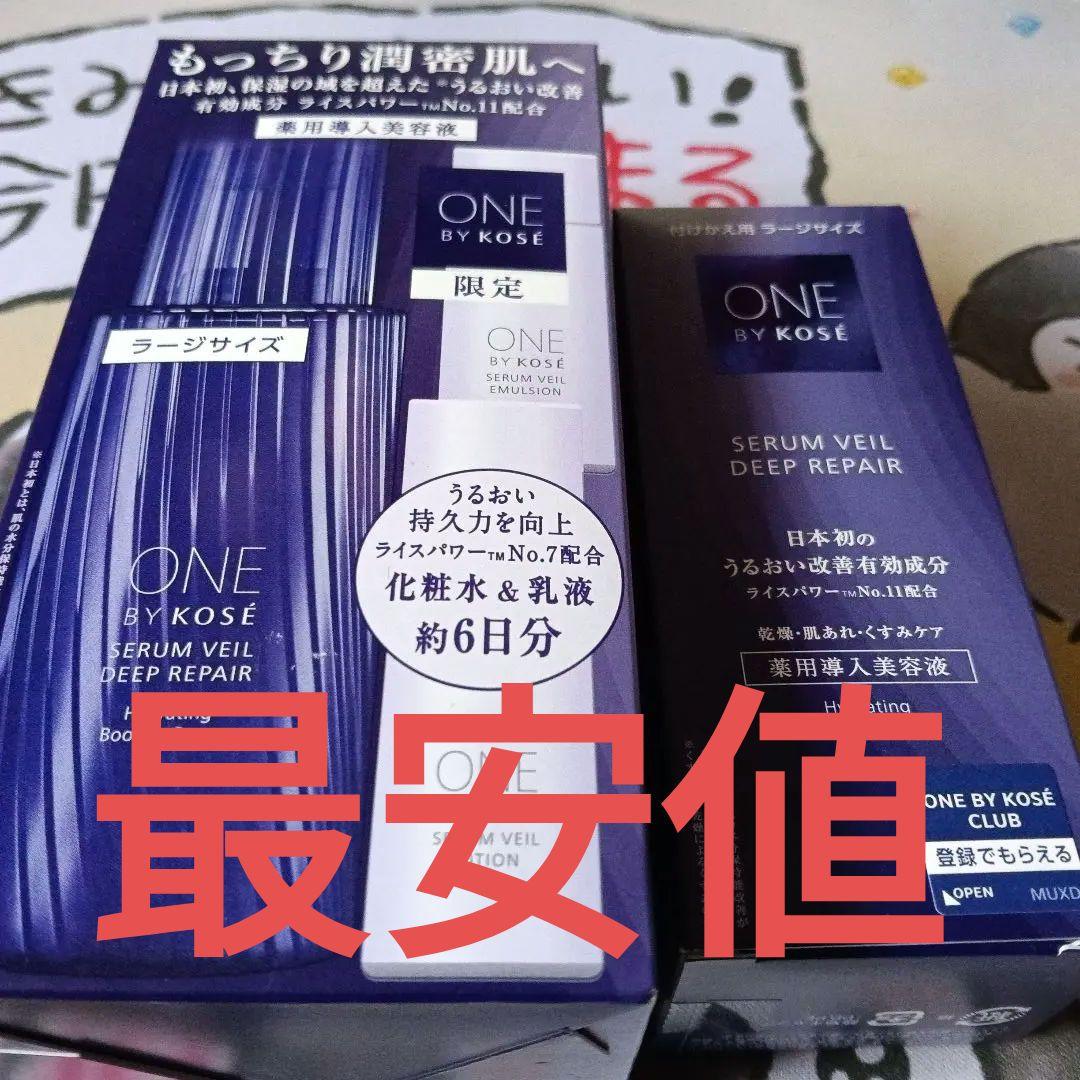 もっちり潤密肌へ
日本初、保湿の域を超えた※うるおい改善
有効成分 ライスパワー™No.11配合
薬用導入美容液
ONE
BY KOSÉ
限定
ラージサイズ
ONE
BY KOSÉ
SERUM VEIL
EMULSION
うるおい
持久力を向上
ライスパワー™No.7配合
化粧水&乳液
約6日分
ONE
BY KOSÉ
SERUM VEIL
DEEP REPAIR
ONE
付けかえ用 ラージサイズ
ONE
BY KOSÉ
SERUM VEIL
DEEP REPAIR
日本初の
うるおい改善有効成分
ライスパワー™No.11配合
乾燥・肌あれ・くすみケア
薬用導入美容液
ONE BY KOSÉ
CLUB
登録でもらえる
OPEN
MUXD
最安値